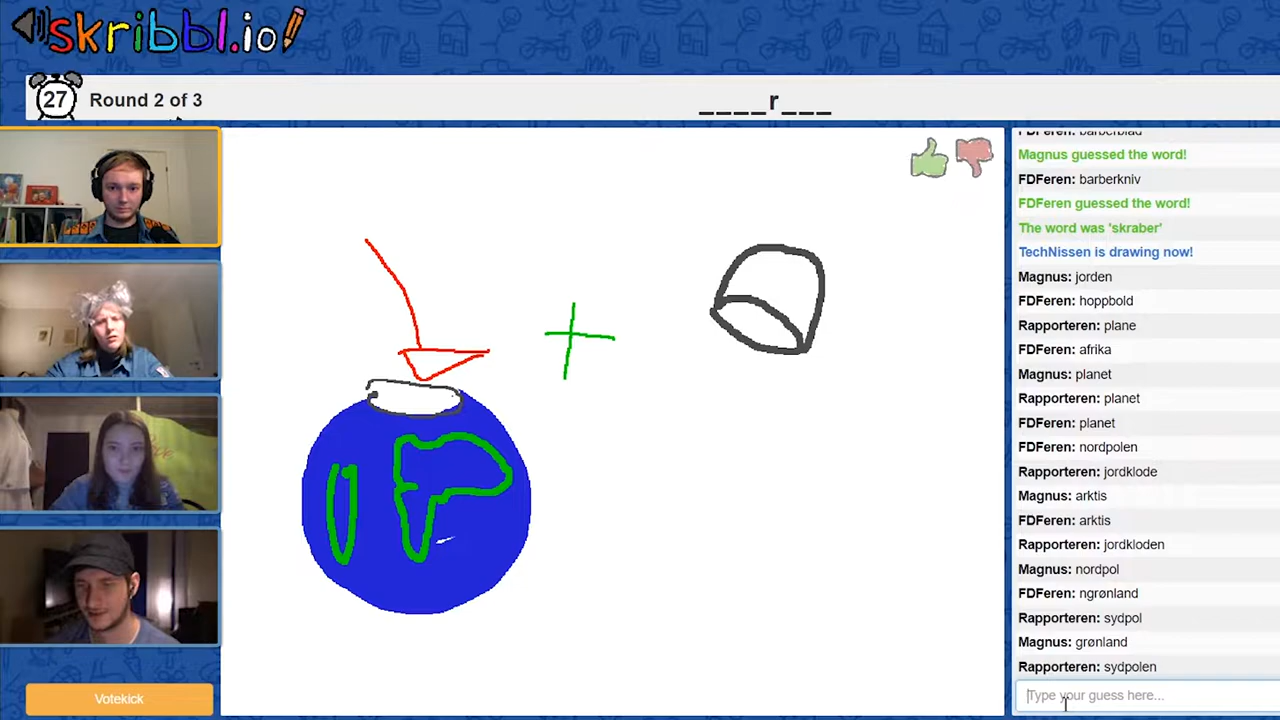 skribbl.io
27
Round 2 of 3
____r___
FDFeren: barberblad
Magnus guessed the word!
FDFeren: barberkniv
FDFeren guessed the word!
The word was 'skraber'
TechNissen is drawing now!
Magnus: jorden
FDFeren: hoppbold
Rapporteren: plane
FDFeren: afrika
Magnus: planet
Rapporteren: planet
FDFeren: planet
FDFeren: nordpolen
Rapporteren: jordklode
Magnus: arktis
FDFeren: arktis
Rapporteren: jordkloden
Magnus: nordpol
FDFeren: ngrønland
Rapporteren: sydpol
Magnus: grønland
Rapporteren: sydpolen
Type your guess here...
Votekick